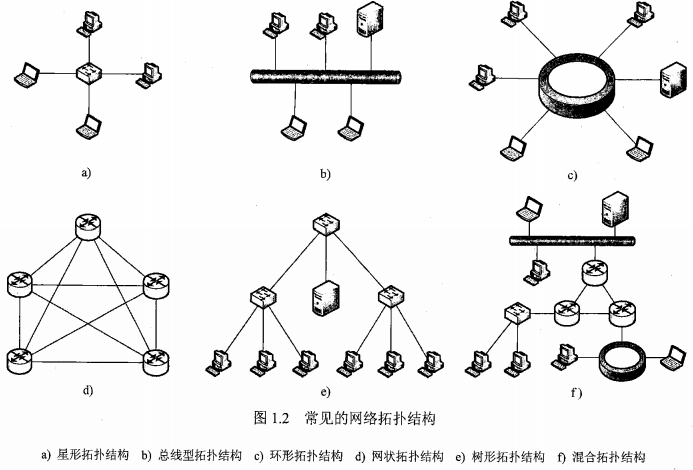 a)
b)
c)
d)
e)
f)
图 1.2 常见的网络拓扑结构
a) 星形拓扑结构 b) 总线型拓扑结构 c) 环形拓扑结构 d) 网状拓扑结构 e) 树形拓扑结构 f) 混合拓扑结构